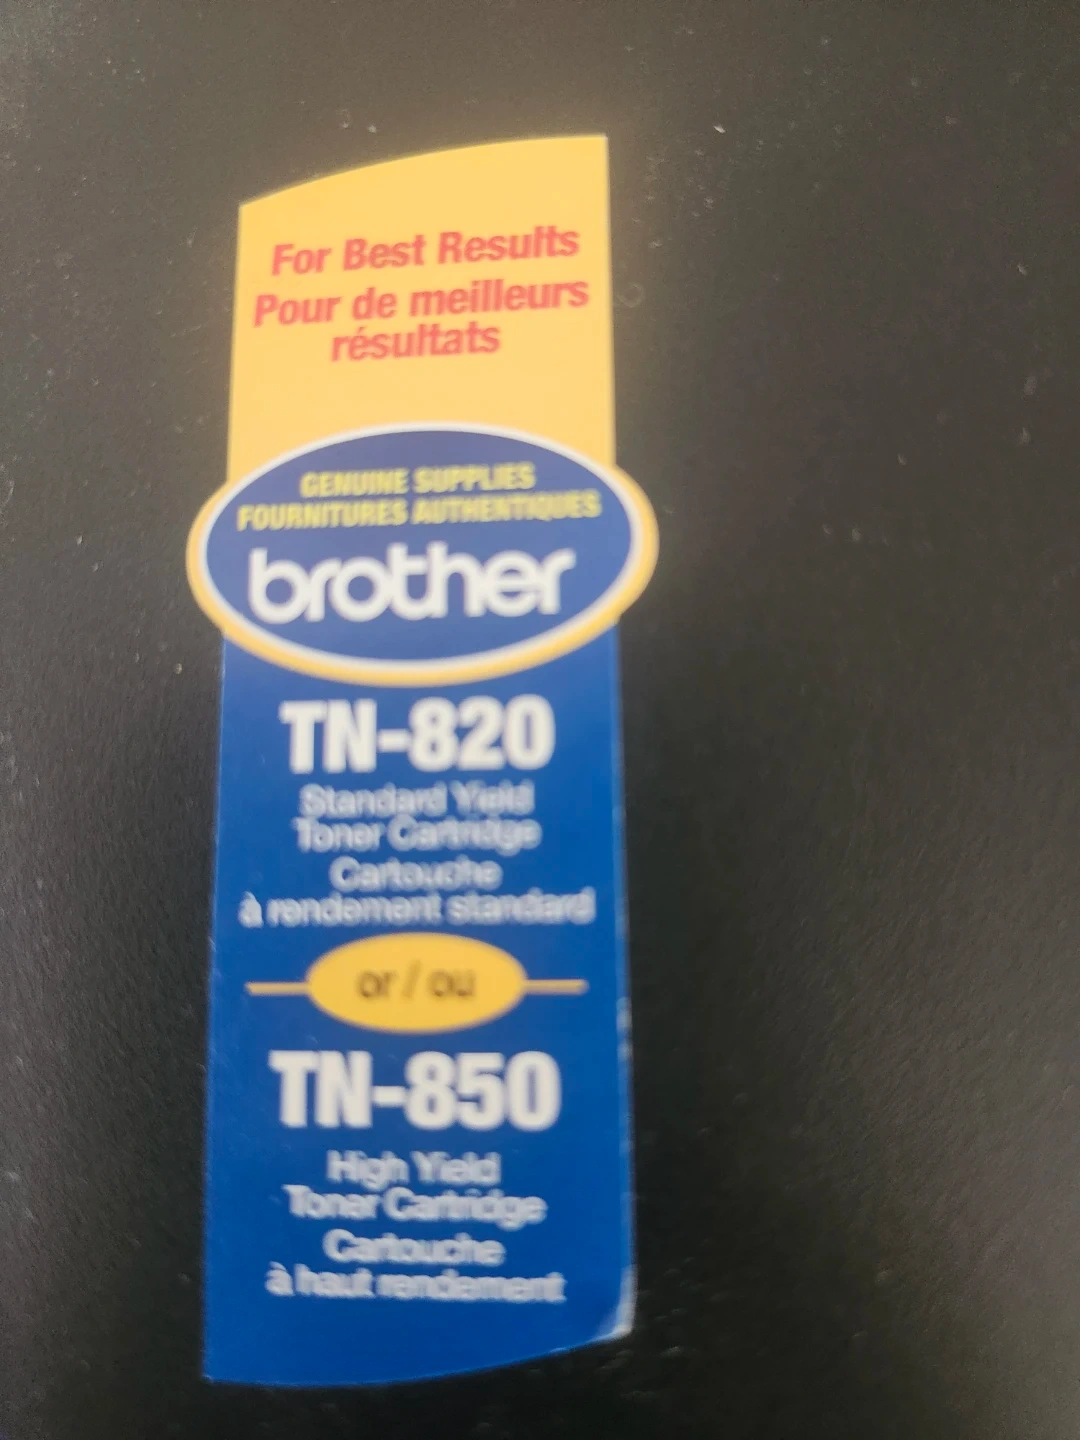 For Best Results
Pour de meilleurs
résultats
GENUINE SUPPLIES
FOURNITURES AUTHENTIQUES
brother
TN-820
Standard Yield
Toner Cartridge
Cartouche
à rendement standard
or / ou
TN-850
High Yield
Toner Cartridge
Cartouche
à haut rendement